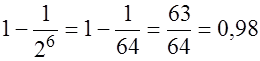 1 − 1/2⁶ = 1 − 1/64 = 63/64 = 0,98